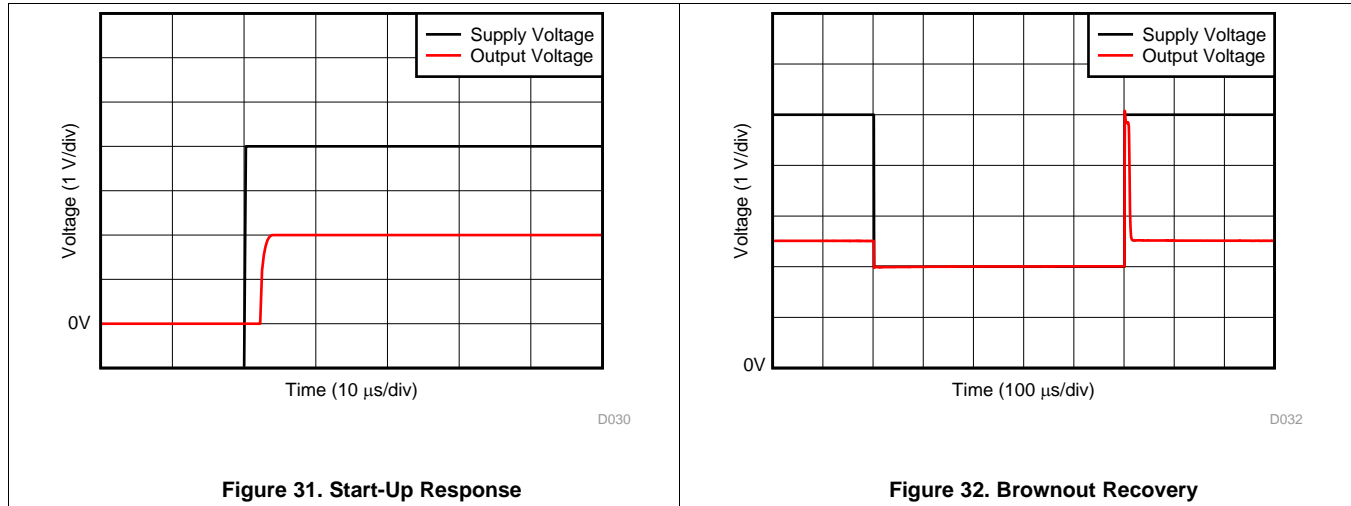 Supply Voltage
Output Voltage
Voltage (1 V/div)
0V
Time (10 μs/div)
D030
Figure 31. Start-Up Response
Supply Voltage
Output Voltage
Voltage (1 V/div)
0V
Time (100 μs/div)
D032
Figure 32. Brownout Recovery